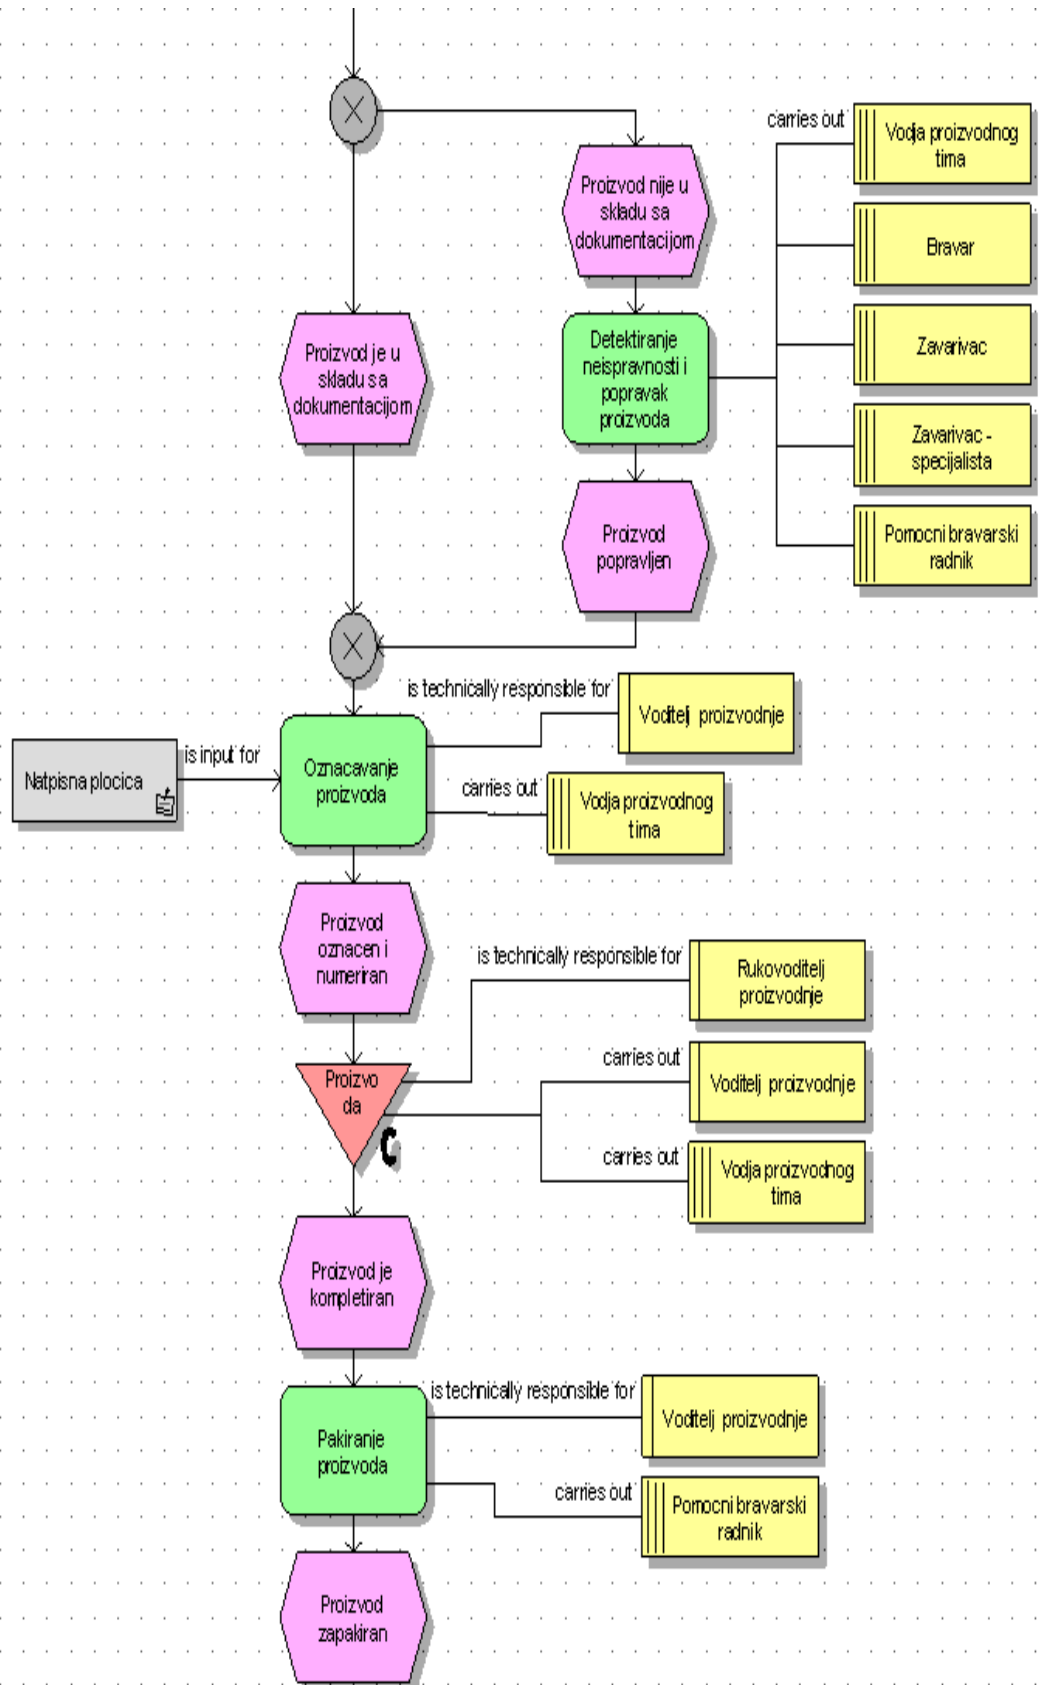 carries out
Vodja proizvodnog
tima
Proizvod nije u
skladu sa
dokumentacijom
Bravar
Proizvod je u
skladu sa
dokumentacijom
Detektiranje
neispravnosti i
popravak
proizvoda
Zavarivac
Zavarivac -
specijalista
Proizvod
popravljen
Pomocni bravarski
radnik
is technically responsible for
Voditelj proizvodnje
Natpisna plocica
is input for
Oznacavanje
proizvoda
carries out
Vodja proizvodnog
tima
Proizvod
oznacen i
numeriran
is technically responsible for
Rukovoditelj
proizvodnje
Proizvo
da
C
carries out
Voditelj proizvodnje
carries out
Vodja proizvodnog
tima
Proizvod je
kompletiran
is technically responsible for
Voditelj proizvodnje
Pakiranje
proizvoda
carries out
Pomocni bravarski
radnik
Proizvod
zapakiran